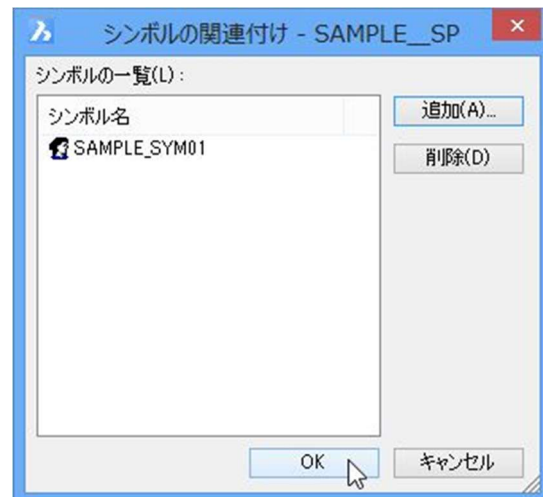 シンボルの関連付け - SAMPLE__SP
シンボルの一覧(L):
シンボル名
SAMPLE_SYM01
追加(A)...
削除(D)
OK
キャンセル